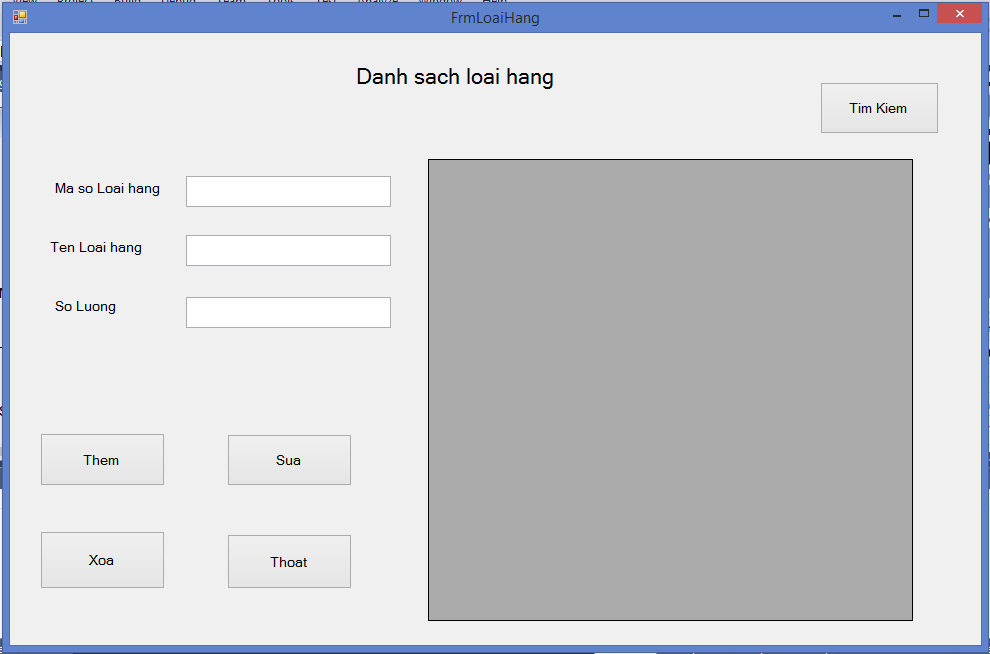 FrmLoaiHang
Danh sach loai hang
Tim Kiem
Ma so Loai hang
Ten Loai hang
So Luong
Them
Sua
Xoa
Thoat